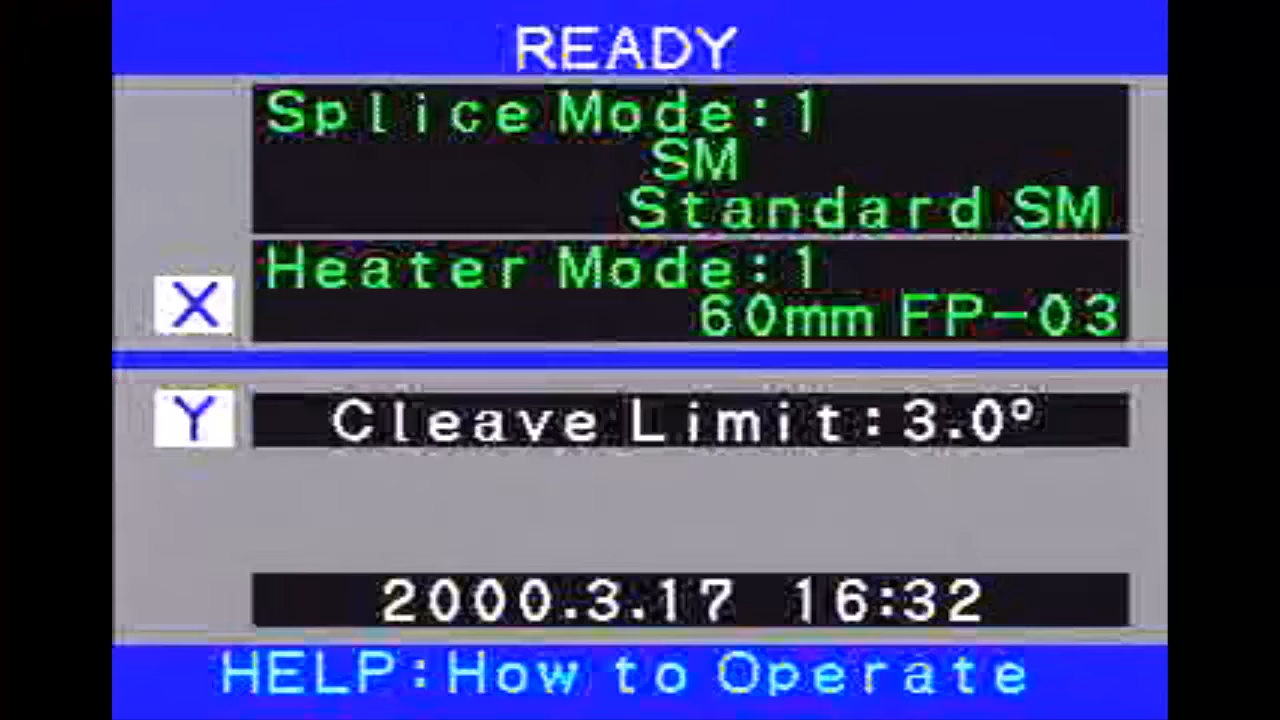 READY
Splice Mode:1
SM
Standard SM
Heater Mode:1
X
60mm FP-03
Y
Cleave Limit:3.0°
2000.3.17 16:32
HELP:How to Operate